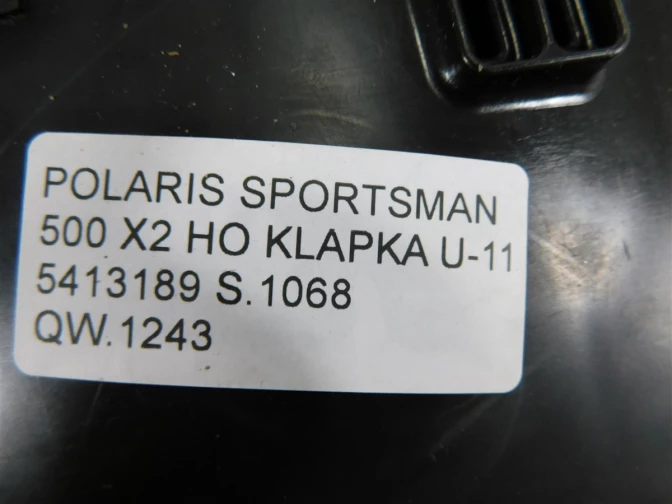 POLARIS SPORTSMAN
500 X2 HO KLAPKA U-11
5413189 S.1068
QW.1243